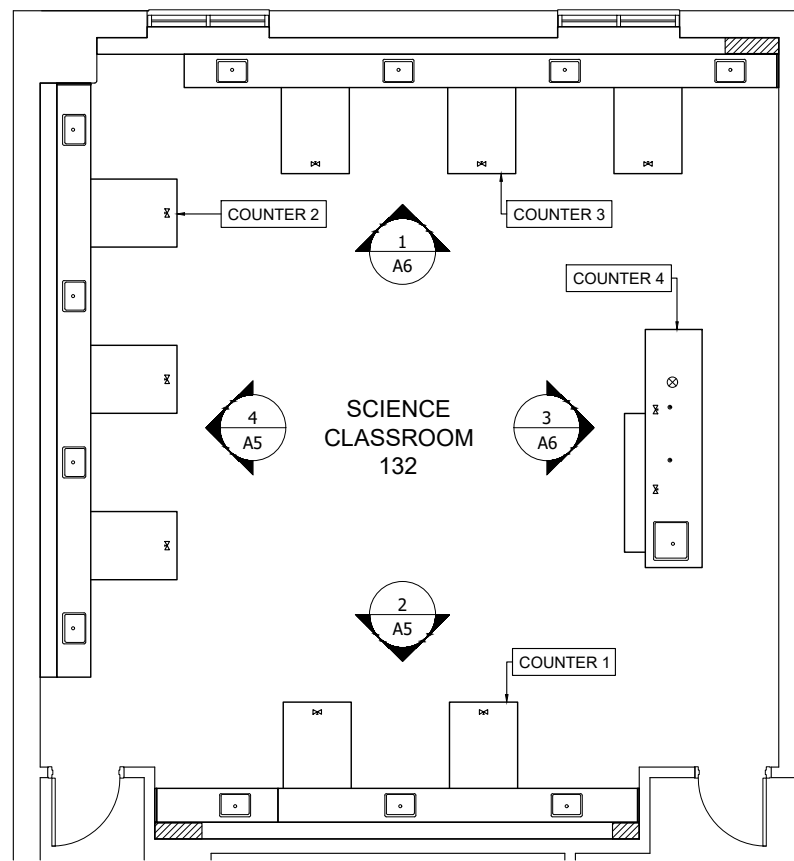 COUNTER 2
COUNTER 3
1
A6
COUNTER 4
4
A5
SCIENCE
CLASSROOM
132
3
A6
2
A5
COUNTER 1